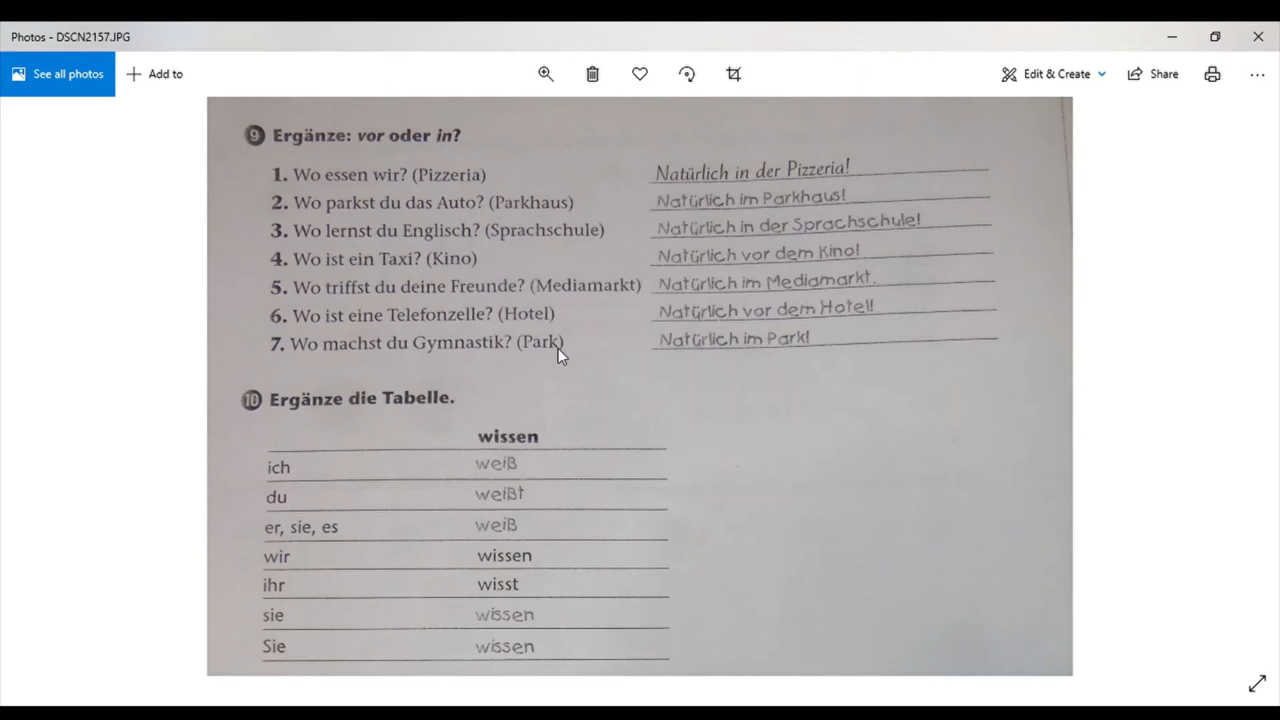 Photos - DSCN2157.JPG
See all photos
Add to
Edit & Create
Share
9 Ergänze: vor oder in?
1. Wo essen wir? (Pizzeria) Natürlich in der Pizzeria!
2. Wo parkst du das Auto? (Parkhaus) Natürlich im Parkhaus!
3. Wo lernst du Englisch? (Sprachschule) Natürlich in der Sprachschule!
4. Wo ist ein Taxi? (Kino) Natürlich vor dem Kino!
5. Wo triffst du deine Freunde? (Mediamarkt) Natürlich im Mediamarkt.
6. Wo ist eine Telefonzelle? (Hotel) Natürlich vor dem Hotel!
7. Wo machst du Gymnastik? (Park) Natürlich im Park!
10 Ergänze die Tabelle.
wissen
ich weiß
du weißt
er, sie, es weiß
wir wissen
ihr wisst
sie wissen
Sie wissen